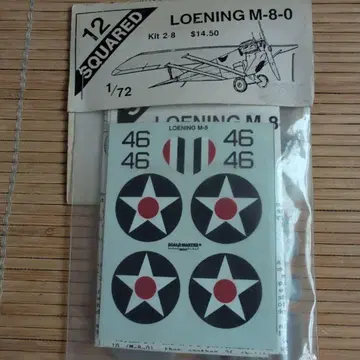 12
SQUARED
LOENING M-8-0
Kit 2-8 $14.50
1/72
LOENING M-8
LOENING M-8
46 46
46 46